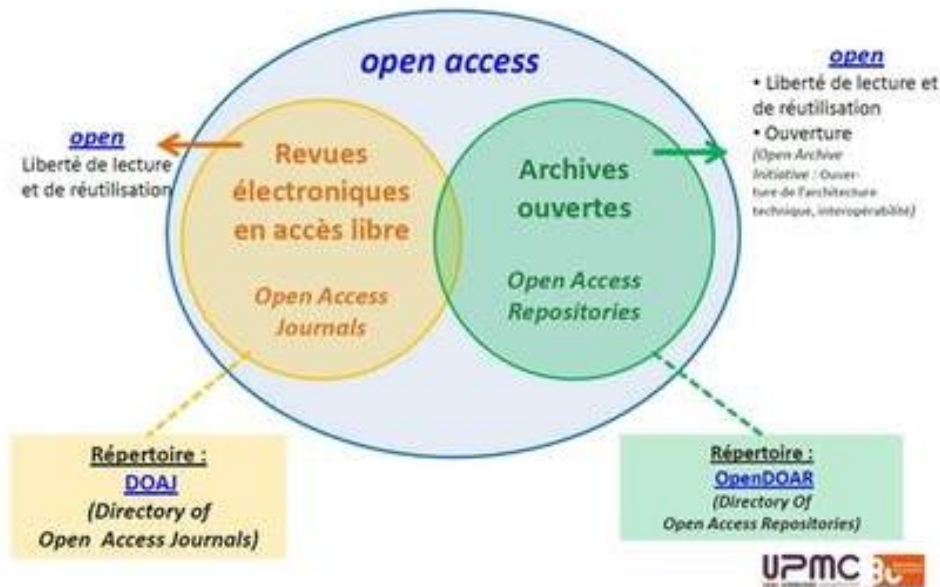 open access
open
Liberté de lecture
et de réutilisation
Revues
électroniques
en accès libre
Open Access
Journals
Archives
ouvertes
Open Access
Repositories
open
• Liberté de lecture et
de réutilisation
• Ouverture
(Open Archive
Initiative : Ouver-
ture de l'architecture
technique, interopérabilité)
Répertoire :
DOAJ
(Directory of
Open Access Journals)
Répertoire :
OpenDOAR
(Directory Of
Open Access Repositories)
UPMC